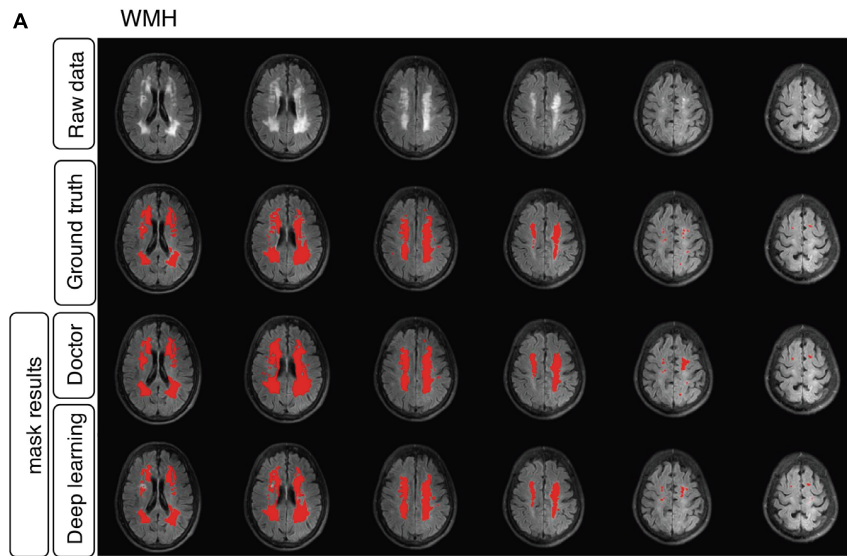 A
WMH
Raw data
Ground truth
mask results
Doctor
Deep learning